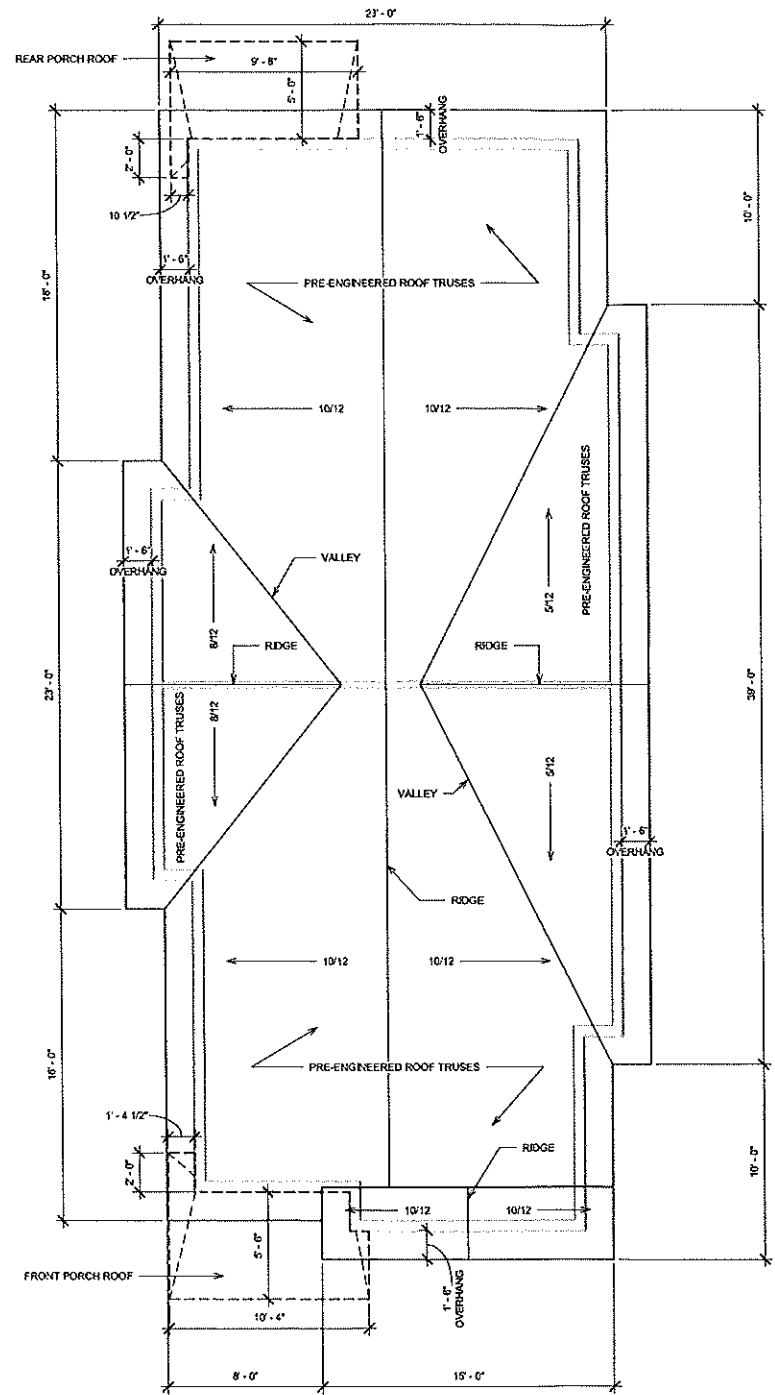 23' - 0"
REAR PORCH ROOF
9' - 8"
5' - 6"
1' - 6"
OVERHANG
2' - 0"
10 1/2"
10' - 0"
1' - 6"
OVERHANG
PRE-ENGINEERED ROOF TRUSES
18' - 0"
10/12
10/12
PRE-ENGINEERED ROOF TRUSES
1' - 6"
OVERHANG
8/12
VALLEY
5/12
RIDGE
RIDGE
23' - 0"
39' - 0"
8/12
PRE-ENGINEERED ROOF TRUSES
VALLEY
5/12
1' - 6"
OVERHANG
RIDGE
10/12
10/12
16' - 0"
PRE-ENGINEERED ROOF TRUSES
1' - 4 1/2"
2' - 0"
RIDGE
10' - 0"
10/12
10/12
5' - 6"
FRONT PORCH ROOF
1' - 6"
OVERHANG
10' - 4"
8' - 0"
15' - 0"